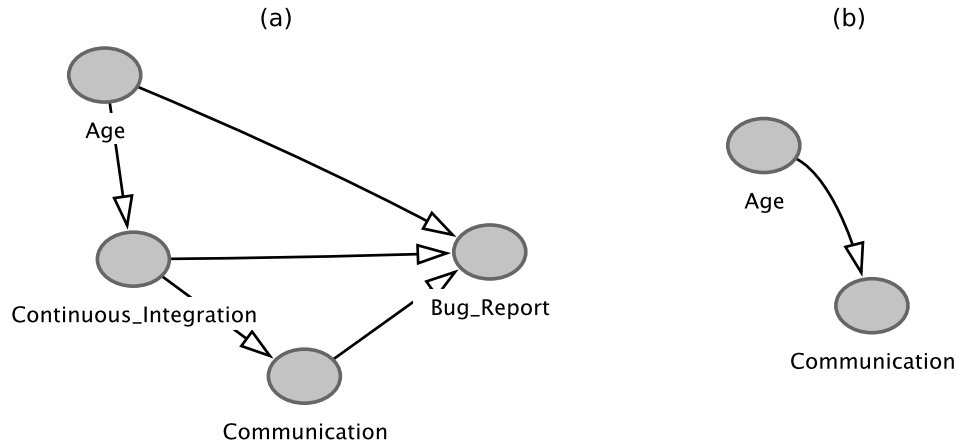 (a)
Age
Continuous_Integration
Bug_Report
Communication
(b)
Age
Communication